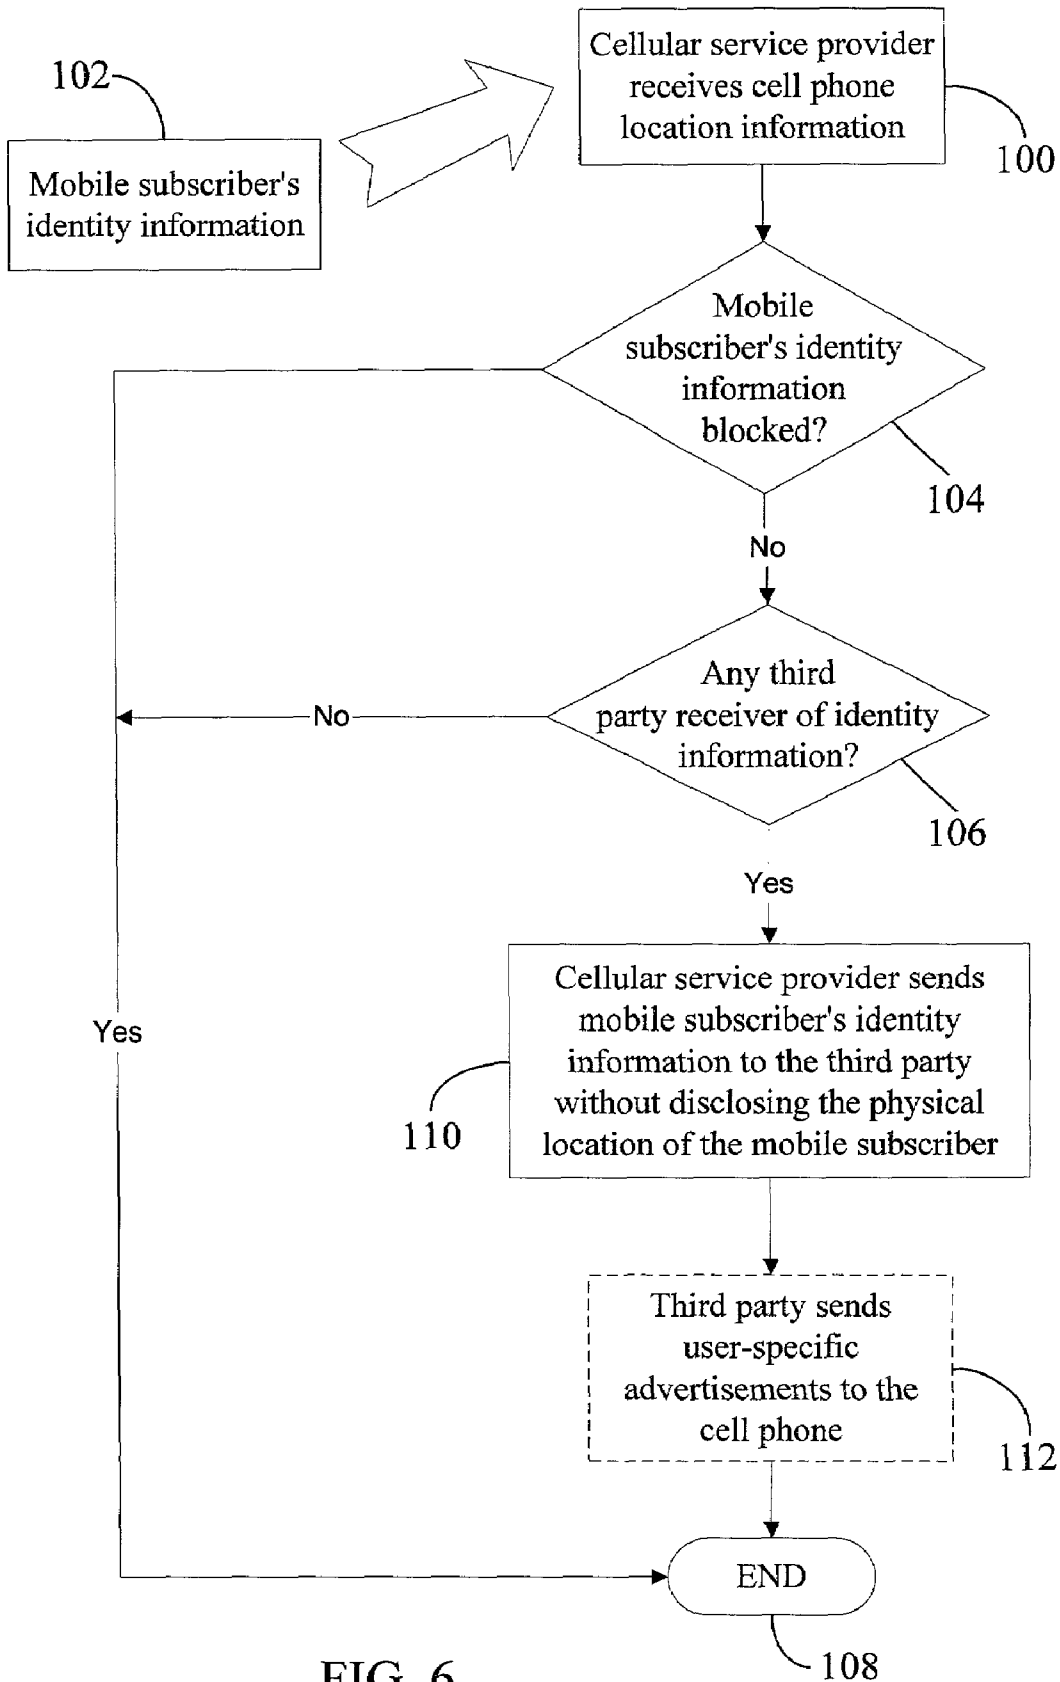 Cellular service provider
receives cell phone
location information
100
102
Mobile subscriber's
identity information
Mobile
subscriber's identity
information
blocked?
104
No
Any third
party receiver of identity
information?
106
No
Yes
Cellular service provider sends
mobile subscriber's identity
information to the third party
without disclosing the physical
location of the mobile subscriber
110
Yes
Third party sends
user-specific
advertisements to the
cell phone
112
END
108
FIG. 6